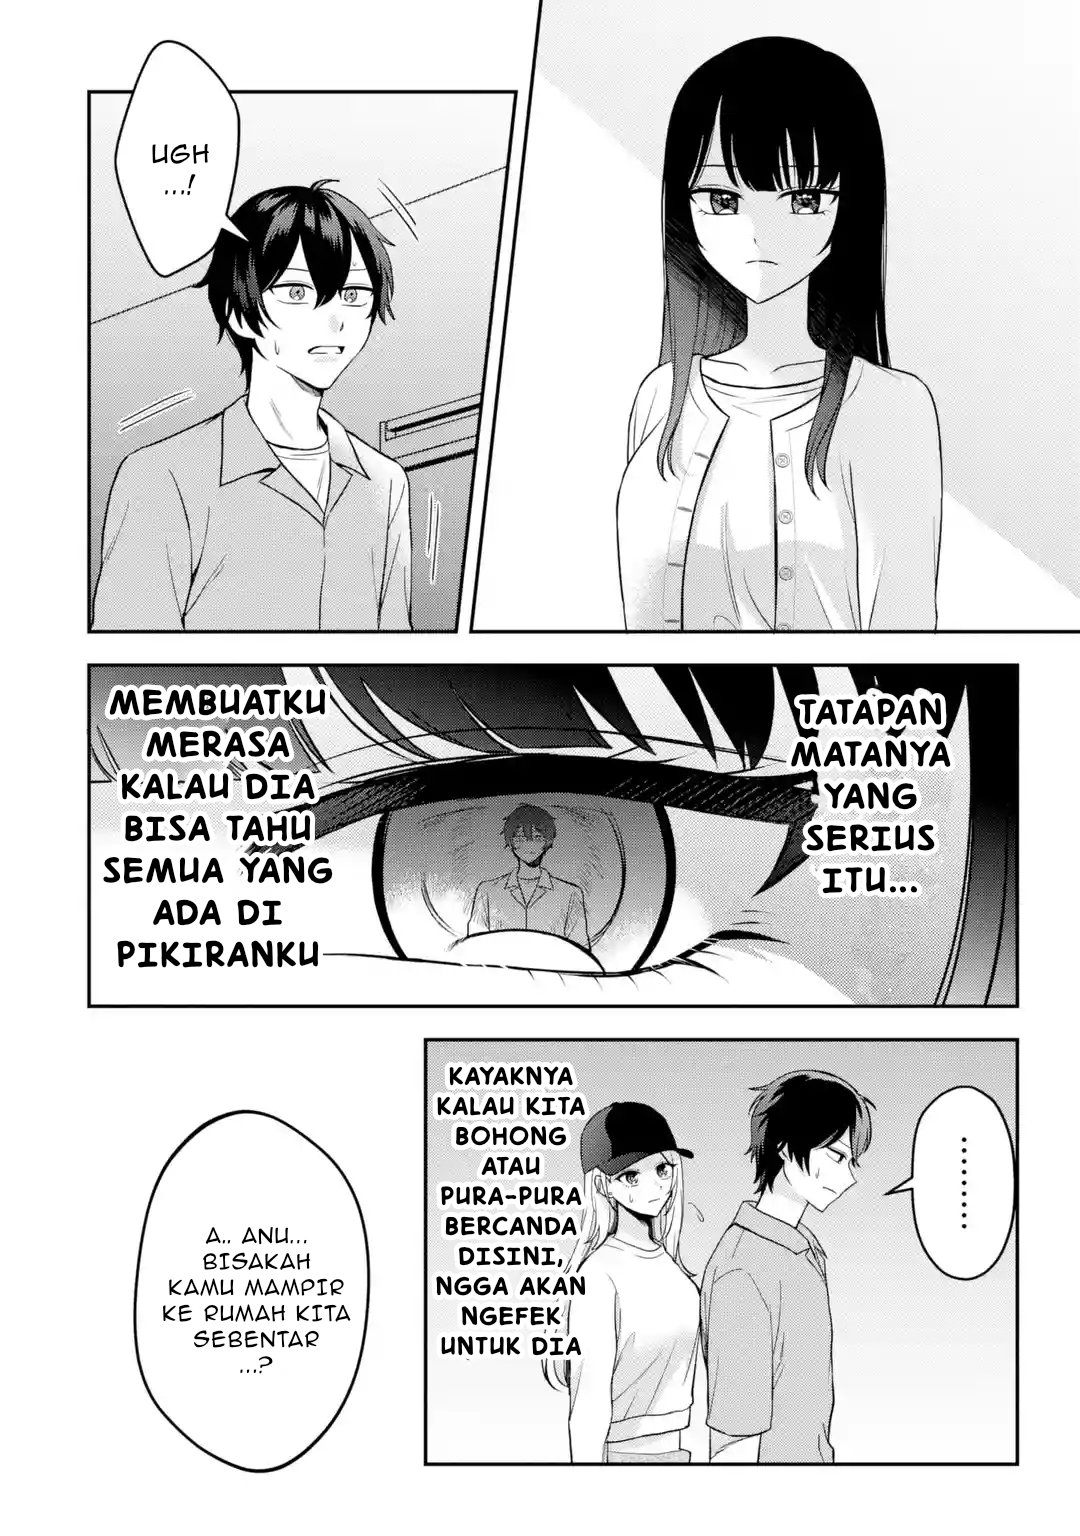 UGH
...!
TATAPAN
MATANYA
YANG
SERIUS
ITU...
MEMBUATKU
MERASA
KALAU DIA
BISA TAHU
SEMUA YANG
ADA DI
PIKIRANKU
.........
KAYAKNYA
KALAU KITA
BOHONG
ATAU
PURA-PURA
BERCANDA
DISINI,
NGGA AKAN
NGEFEK
UNTUK DIA
A.. ANU...
BISAKAH
KAMU MAMPIR
KE RUMAH KITA
SEBENTAR
...?